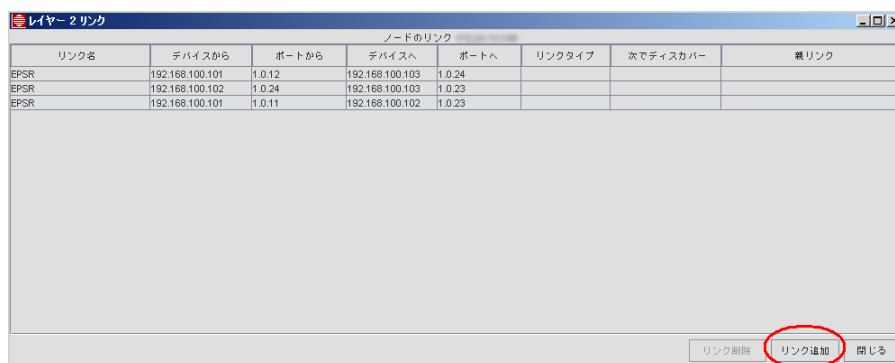 レイヤー 2 リンク
ノードのリンク
リンク名 デバイスから ポートから デバイスへ ポートへ リンクタイプ 次でディスカバー 親リンク
EPSR 192.168.100.101 1.0.12 192.168.100.103 1.0.24
EPSR 192.168.100.102 1.0.24 192.168.100.103 1.0.23
EPSR 192.168.100.101 1.0.11 192.168.100.102 1.0.23
リンク削除 リンク追加 閉じる